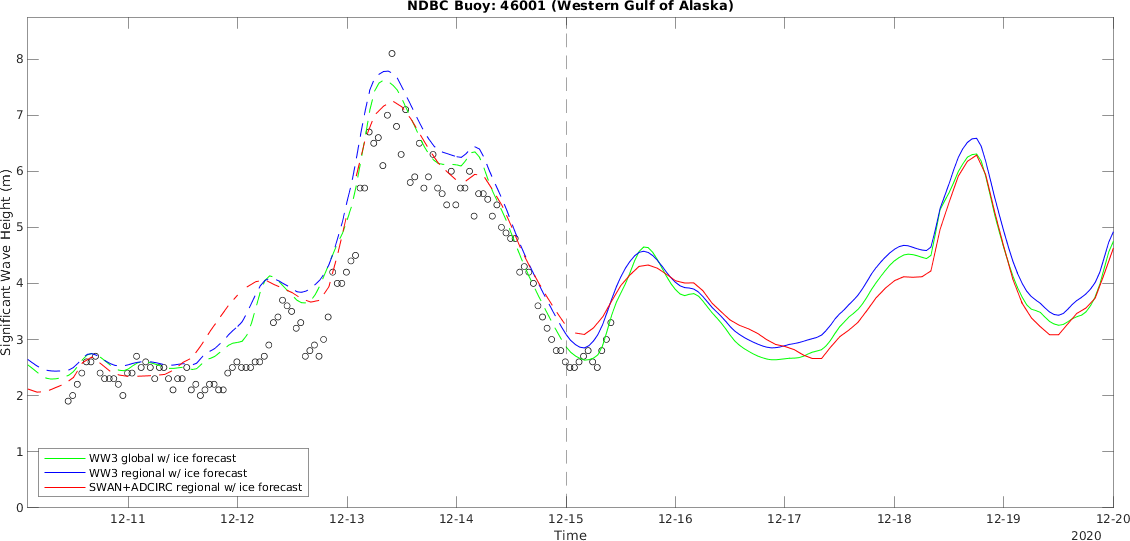 NDBC Buoy: 46001 (Western Gulf of Alaska)
Significant Wave Height (m)
8
7
6
5
4
3
2
1
0
WW3 global w/ ice forecast
WW3 regional w/ ice forecast
SWAN+ADCIRC regional w/ ice forecast
12-11 12-12 12-13 12-14 12-15 12-16 12-17 12-18 12-19 12-20
Time
2020